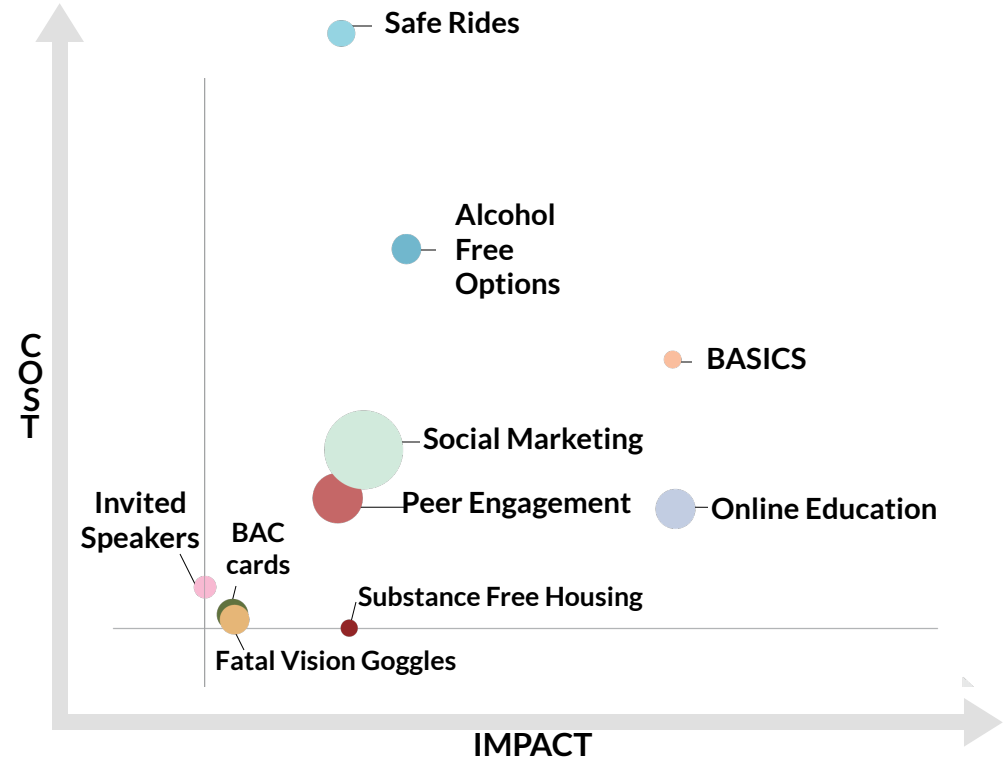 Safe Rides
Alcohol
Free
Options
COST
BASICS
Social Marketing
Invited
Speakers
Peer Engagement
Online Education
BAC
cards
Substance Free Housing
Fatal Vision Goggles
IMPACT